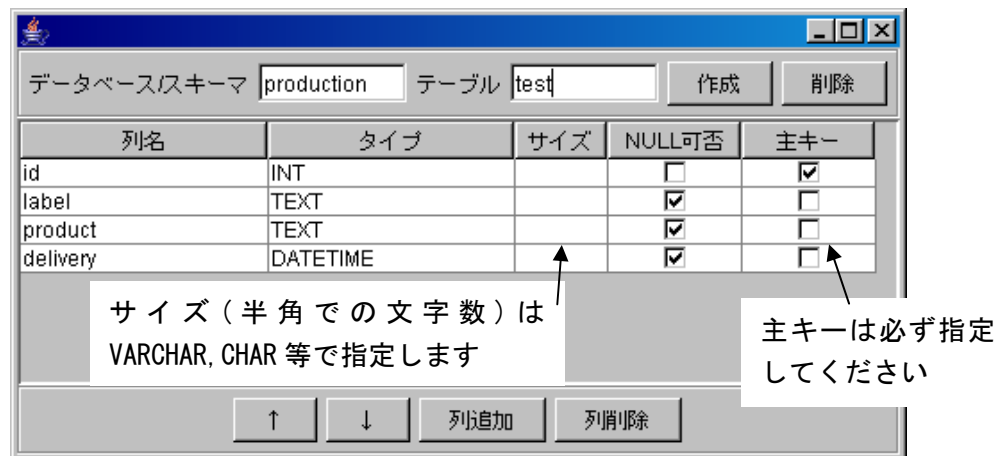 データベース/スキーマ production テーブル test 作成 削除
列名 タイプ サイズ NULL可否 主キー
id INT
label TEXT
product TEXT
delivery DATETIME
サイズ(半角での文字数)は
VARCHAR,CHAR 等で指定します
主キーは必ず指定
してください
↑ ↓ 列追加 列削除